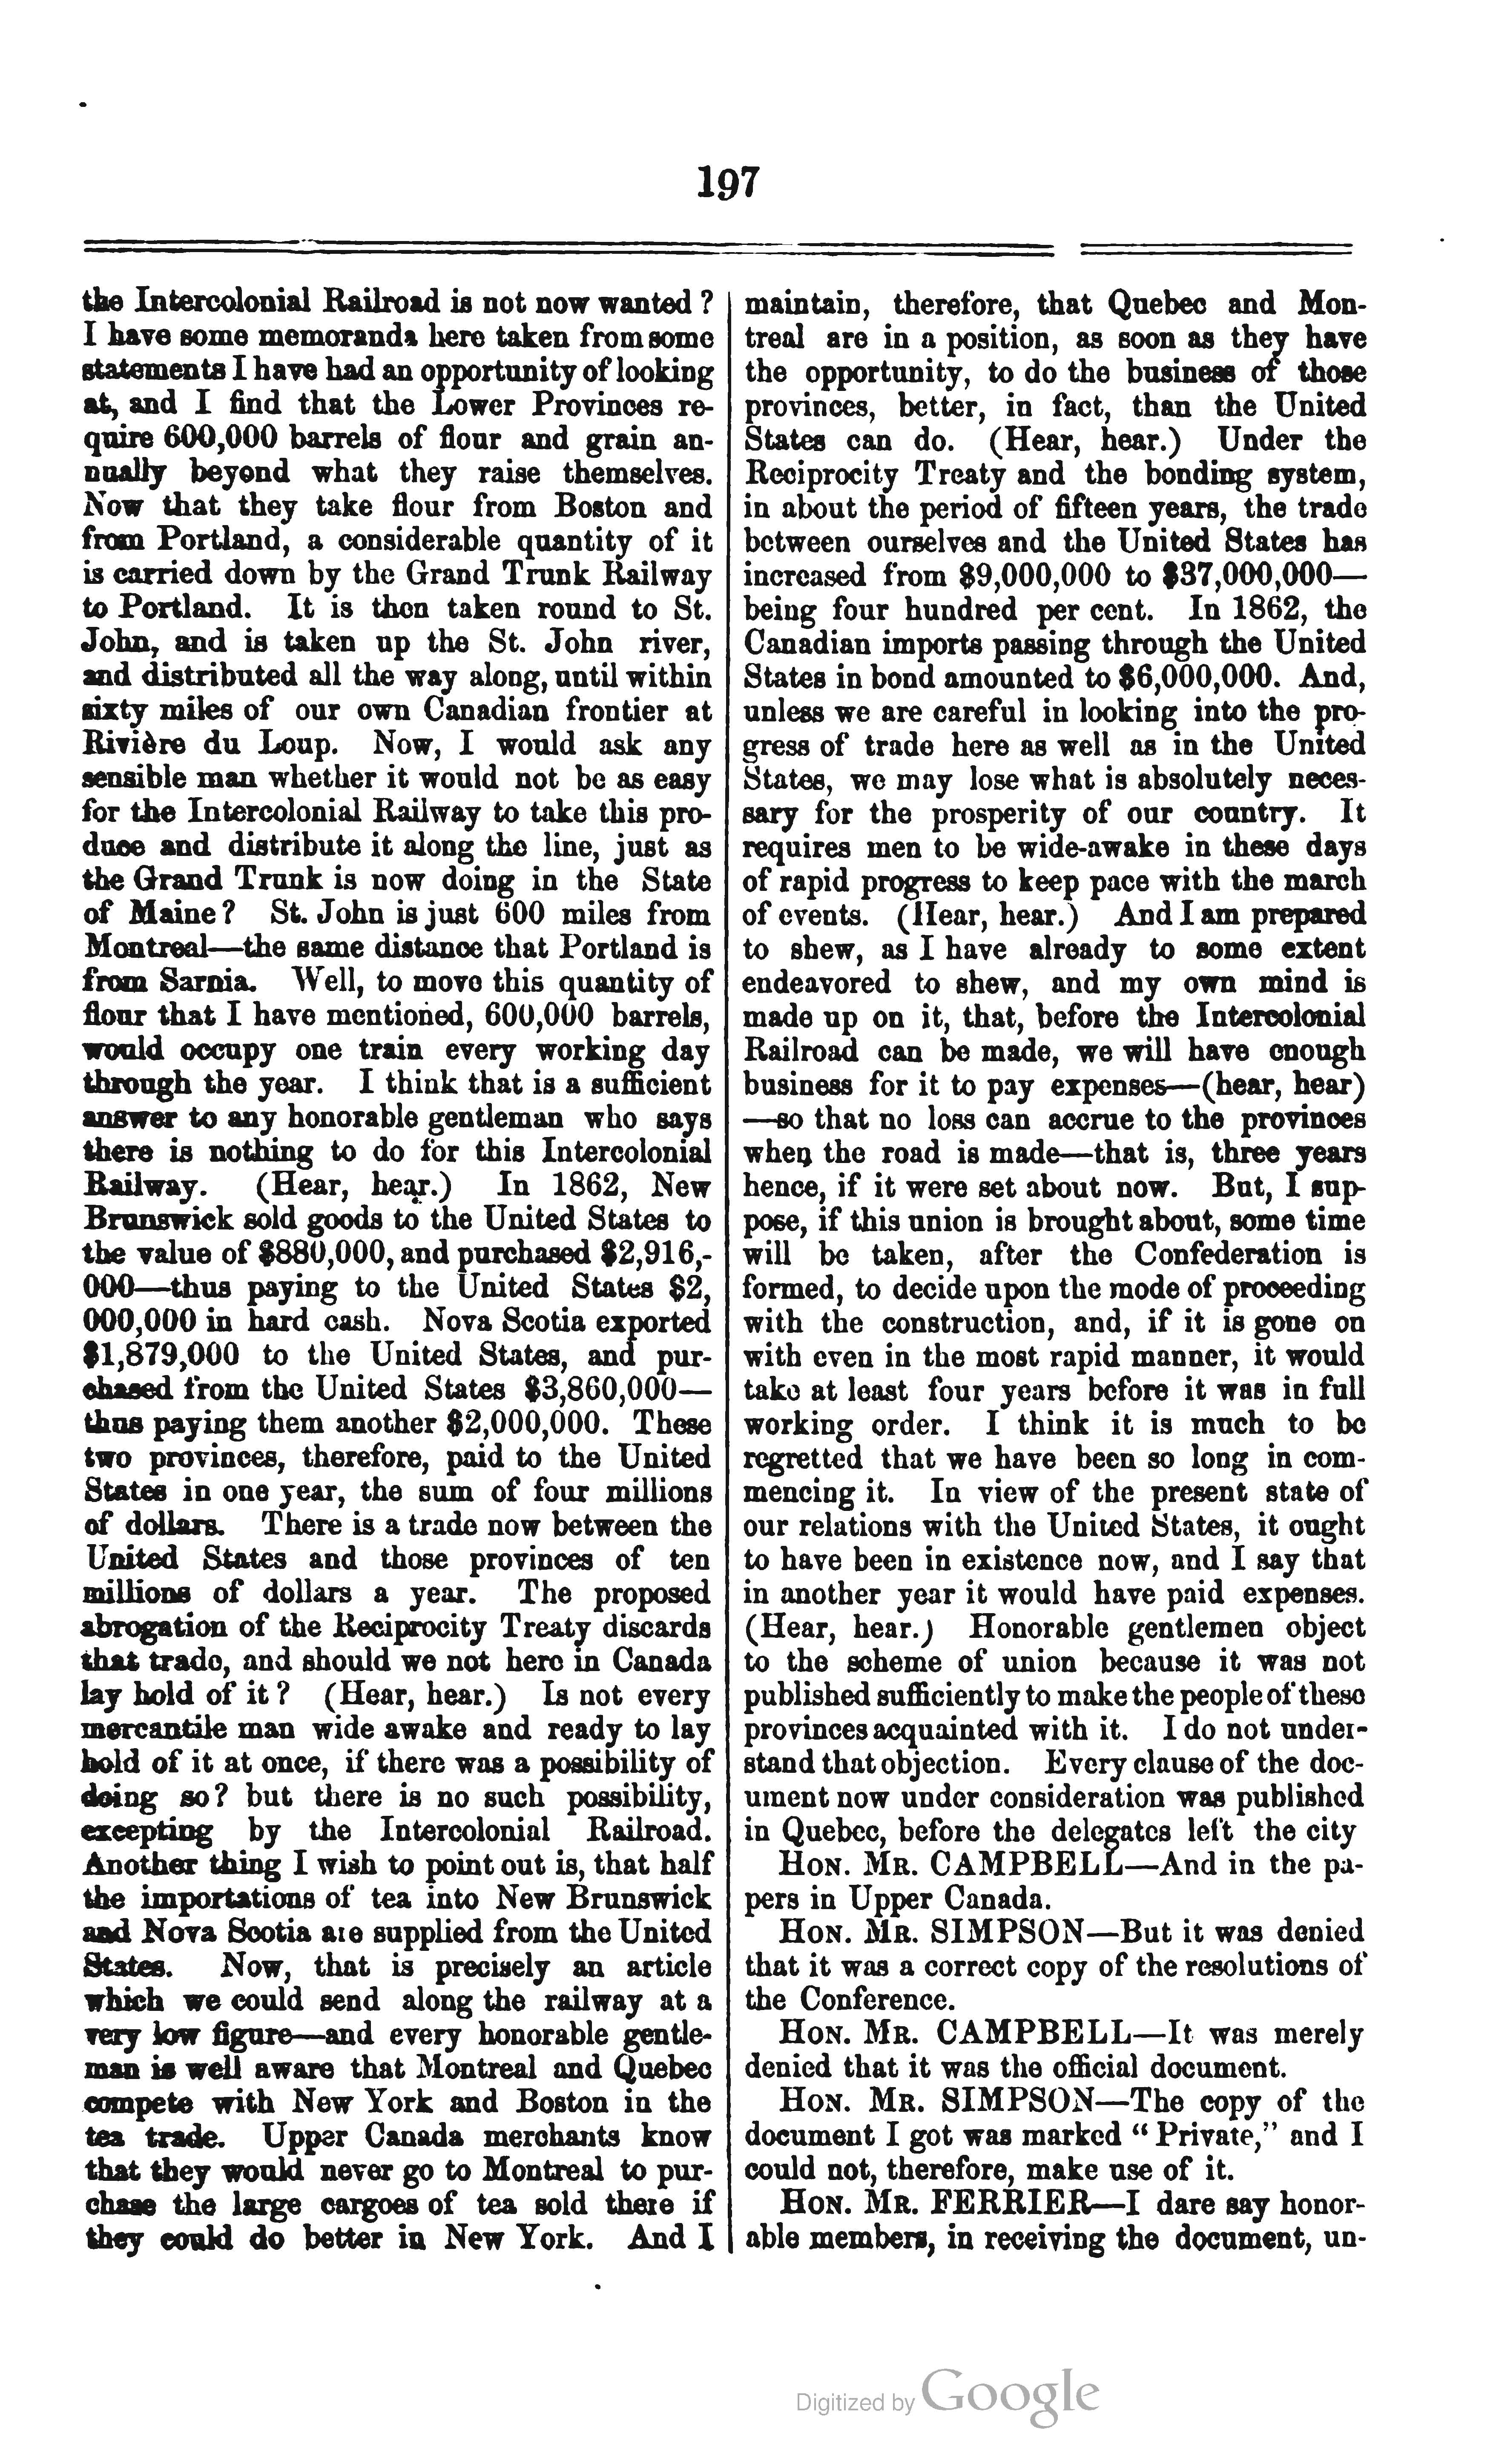 197
the Intercolonial Railroad is not now wanted ?
I have some memoranda here taken from some
statements I have had an opportunity of looking
at, and I find that the Lower Provinces re-
quire 600,000 barrels of flour and grain an-
nually beyond what they raise themselves.
Now that they take flour from Boston and
from Portland, a considerable quantity of it
is carried down by the Grand Trunk Railway
to Portland. It is then taken round to St.
John, and is taken up the St. John river,
and distributed all the way along, until within
sixty miles of our own Canadian frontier at
Rivière du Loup. Now, I would ask any
sensible man whether it would not be as easy
for the Intercolonial Railway to take this pro-
duce and distribute it along the line, just as
the Grand Trunk is now doing in the State
of Maine ? St. John is just 600 miles from
Montreal—the same distance that Portland is
from Sarnia. Well, to move this quantity of
flour that I have mentioned, 600,000 barrels,
would occupy one train every working day
through the year. I think that is a sufficient
answer to any honorable gentleman who says
there is nothing to do for this Intercolonial
Railway. (Hear, hear.) In 1862, New
Brunswick sold goods to the United States to
the value of $880,000, and purchased $2,916,-
000—thus paying to the United States $2,
000,000 in hard cash. Nova Scotia exported
$1,879,000 to the United States, and pur-
chased from the United States $3,860,000—
thus paying them another $2,000,000. These
two provinces, therefore, paid to the United
States in one year, the sum of four millions
of dollars. There is a trade now between the
United States and those provinces of ten
millions of dollars a year. The proposed
abrogation of the Reciprocity Treaty discards
that trade, and should we not here in Canada
lay hold of it ? (Hear, hear.) Is not every
mercantile man wide awake and ready to lay
hold of it at once, if there was a possibility of
doing so ? but there is no such possibility,
excepting by the Intercolonial Railroad.
Another thing I wish to point out is, that half
the importations of tea into New Brunswick
and Nova Scotia are supplied from the United
States. Now, that is precisely an article
which we could send along the railway at a
very low figure—and every honorable gentle-
man is well aware that Montreal and Quebec
compete with New York and Boston in the
tea trade. Upper Canada merchants know
that they would never go to Montreal to pur-
chase the large cargoes of tea sold there if
they could do better in New York. And I
maintain, therefore, that Quebec and Mon-
treal are in a position, as soon as they have
the opportunity, to do the business of those
provinces, better, in fact, than the United
States can do. (Hear, hear.) Under the
Reciprocity Treaty and the bonding system,
in about the period of fifteen years, the trade
between ourselves and the United States has
increased from $9,000,000 to $37,000,000—
being four hundred per cent. In 1862, the
Canadian imports passing through the United
States in bond amounted to $6,000,000. And,
unless we are careful in looking into the pro-
gress of trade here as well as in the United
States, we may lose what is absolutely neces-
sary for the prosperity of our country. It
requires men to be wide-awake in these days
of rapid progress to keep pace with the march
of events. (Hear, hear.) And I am prepared
to shew, as I have already to some extent
endeavored to shew, and my own mind is
made up on it, that, before the Intercolonial
Railroad can be made, we will have enough
business for it to pay expenses—(hear, hear)
—so that no loss can accrue to the provinces
when the road is made—that is, three years
hence, if it were set about now. But, I sup-
pose, if this union is brought about, some time
will be taken, after the Confederation is
formed, to decide upon the mode of proceeding
with the construction, and, if it is gone on
with even in the most rapid manner, it would
take at least four years before it was in full
working order. I think it is much to be
regretted that we have been so long in com-
mencing it. In view of the present state of
our relations with the United States, it ought
to have been in existence now, and I say that
in another year it would have paid expenses.
(Hear, hear.) Honorable gentlemen object
to the scheme of union because it was not
published sufficiently to make the people of these
provinces acquainted with it. I do not under-
stand that objection. Every clause of the doc-
ument now under consideration was published
in Quebec, before the delegates left the city
HON. MR. CAMPBELL—And in the pa-
pers in Upper Canada.
HON. MR. SIMPSON—But it was denied
that it was a correct copy of the resolutions of
the Conference.
HON. MR. CAMPBELL—It was merely
denied that it was the official document.
HON. MR. SIMPSON—The copy of the
document I got was marked " Private," and I
could not, therefore, make use of it.
HON. MR. FERRIER—I dare say honor-
able members, in receiving the document, un-
Digitized by Google